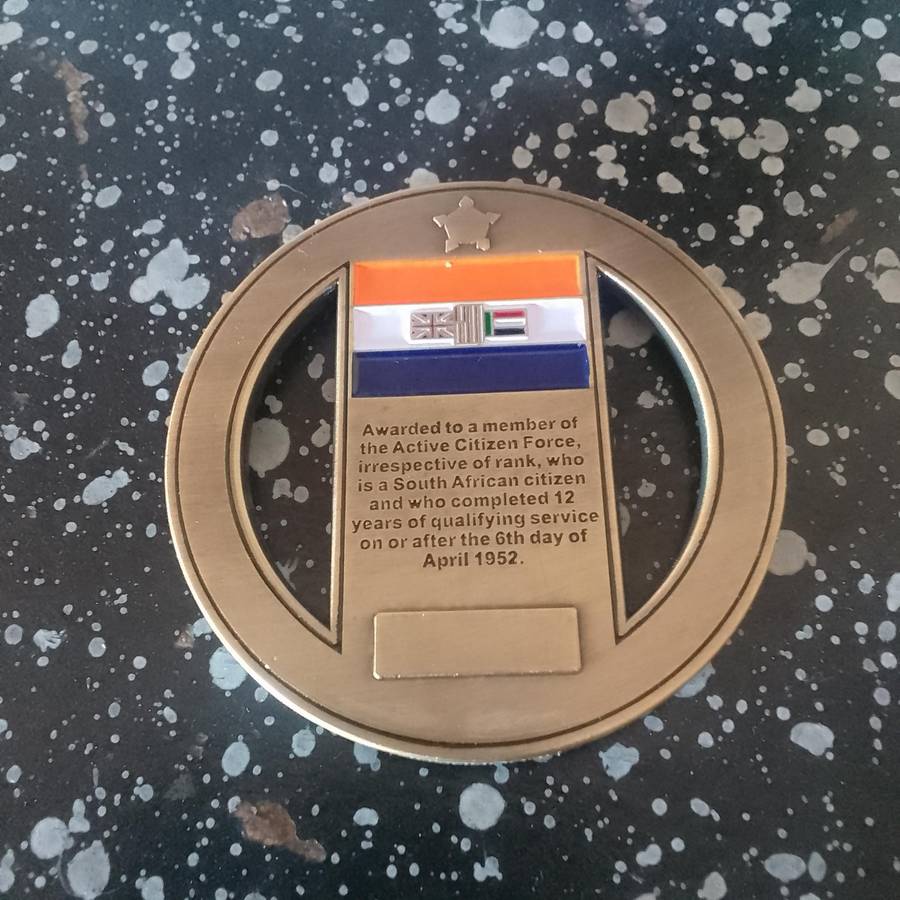 Awarded to a member of
the Active Citizen Force,
irrespective of rank, who
is a South African citizen
and who completed 12
years of qualifying service
on or after the 6th day of
April 1952.